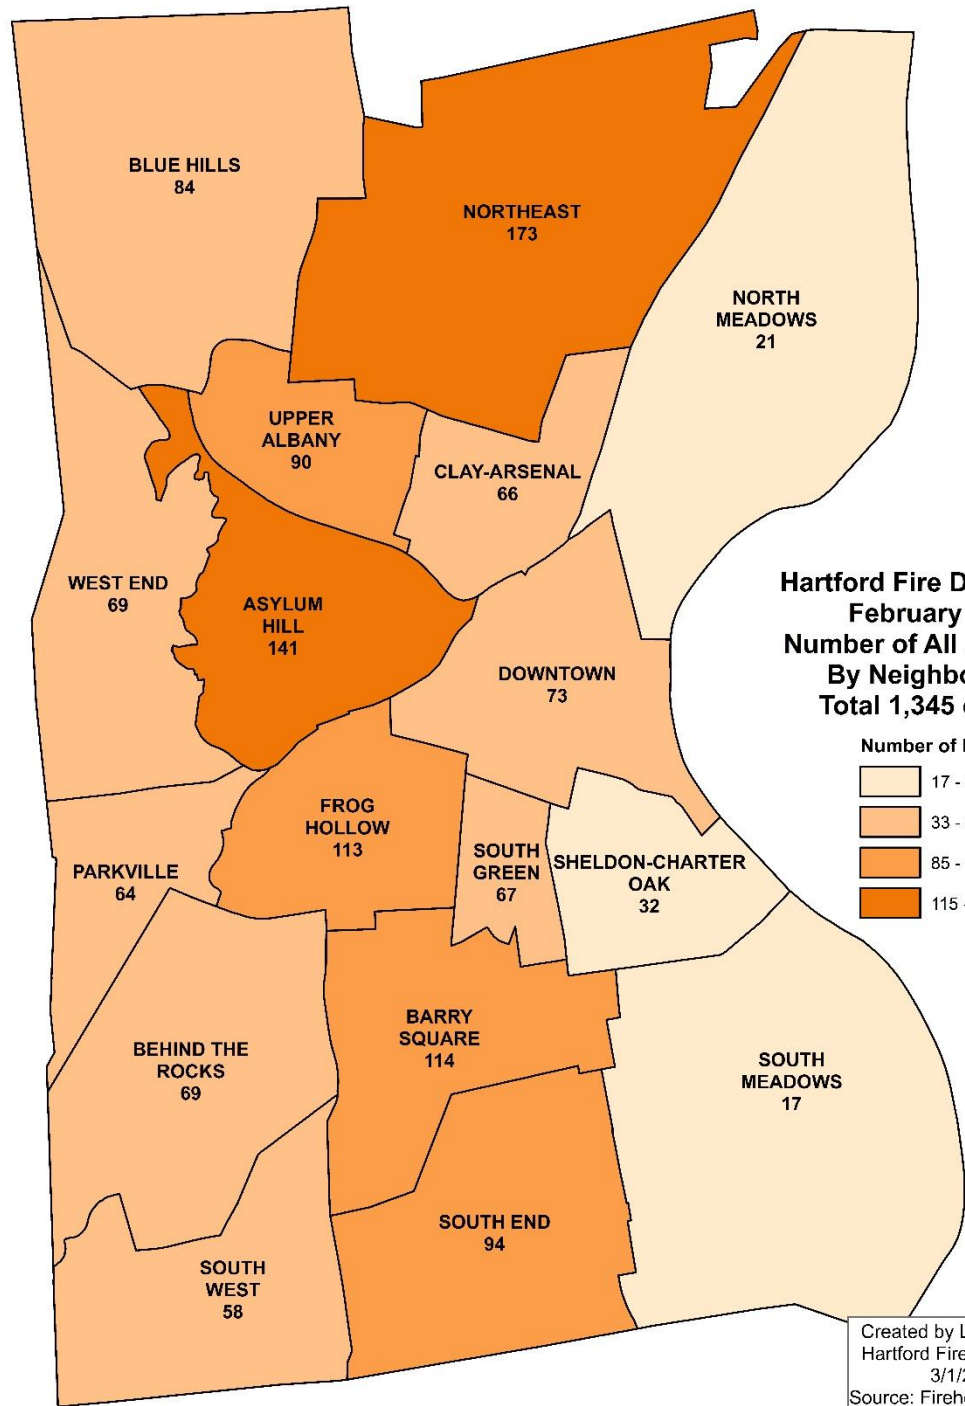 BLUE HILLS
84
NORTHEAST
173
NORTH
MEADOWS
21
UPPER
ALBANY
90
CLAY-ARSENAL
66
WEST END
69
ASYLUM
HILL
141
DOWNTOWN
73
Hartford Fire D
February
Number of All
By Neighbo
Total 1,345
Number of
17 -
33 -
85 -
115
FROG
HOLLOW
113
SOUTH
GREEN
67
SHELDON-CHARTER
OAK
32
PARKVILLE
64
BARRY
SQUARE
114
BEHIND THE
ROCKS
69
SOUTH
MEADOWS
17
SOUTH END
94
SOUTH
WEST
58
Created by L
Hartford Fire
3/1/2
Source: Fireh